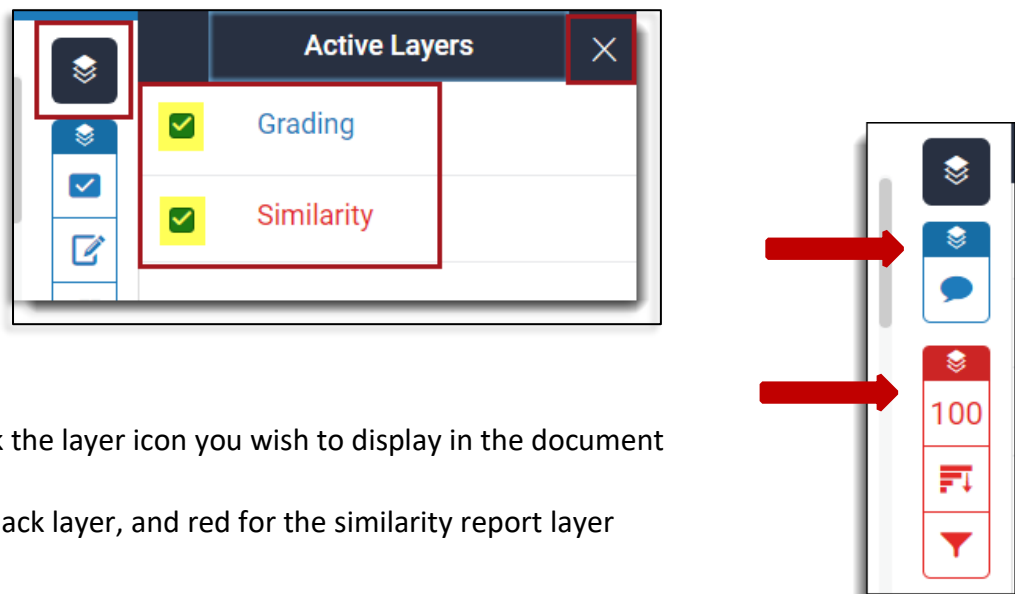 Active Layers
Grading
Similarity
100
the layer icon you wish to display in the document
layer, and red for the similarity report layer